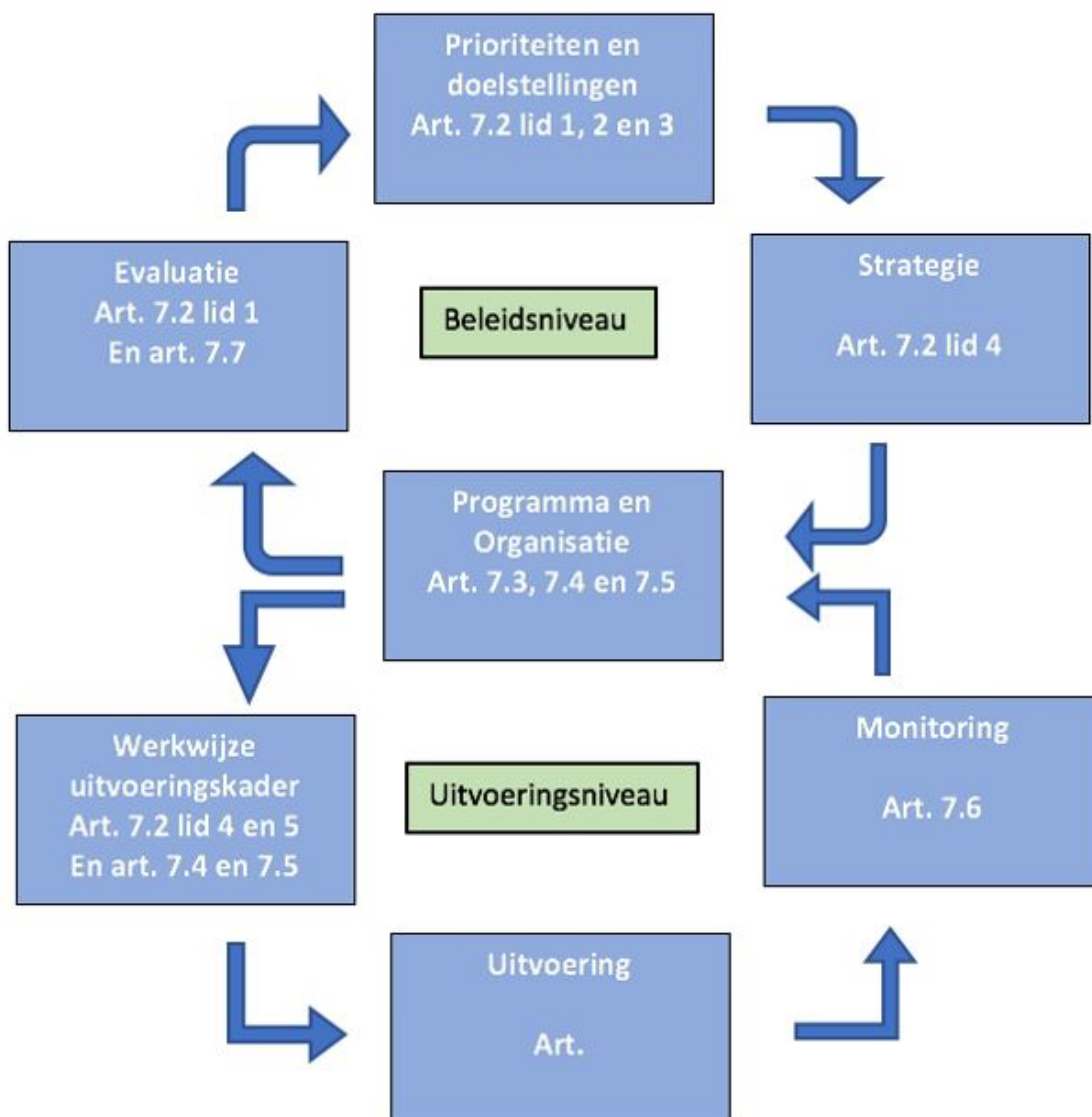 Prioriteiten en
doelstellingen
Art. 7.2 lid 1, 2 en 3
Evaluatie
Art. 7.2 lid 1
En art. 7.7
Beleidsniveau
Strategie
Art. 7.2 lid 4
Programma en
Organisatie
Art. 7.3, 7.4 en 7.5
Werkwijze
uitvoeringskader
Art. 7.2 lid 4 en 5
En art. 7.4 en 7.5
Uitvoeringsniveau
Monitoring
Art. 7.6
Uitvoering
Art.